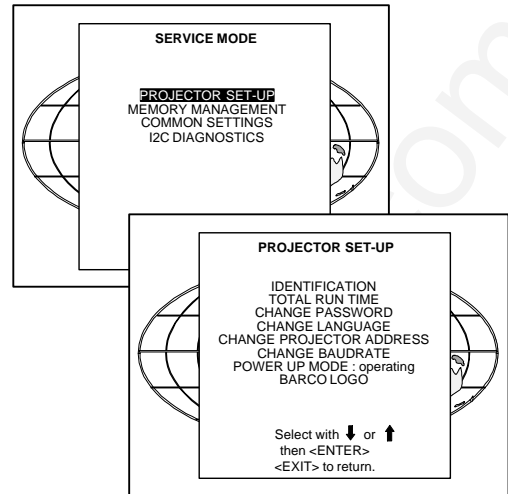 SERVICE MODE
PROJECTOR SET-UP
MEMORY MANAGEMENT
COMMON SETTINGS
I2C DIAGNOSTICS
PROJECTOR SET-UP
IDENTIFICATION
TOTAL RUN TIME
CHANGE PASSWORD
CHANGE LANGUAGE
CHANGE PROJECTOR ADDRESS
CHANGE BAUDRATE
POWER UP MODE : operating
BARCO LOGO
Select with ⬇ or ⬆
then <ENTER>
<EXIT> to return.